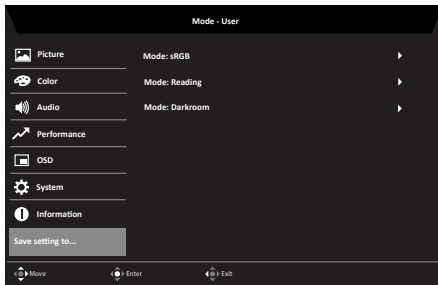 Mode - User
Picture
Color
Audio
Performance
OSD
System
Information
Save setting to...
Mode: sRGB
Mode: Reading
Mode: Darkroom
Move
Enter
Exit